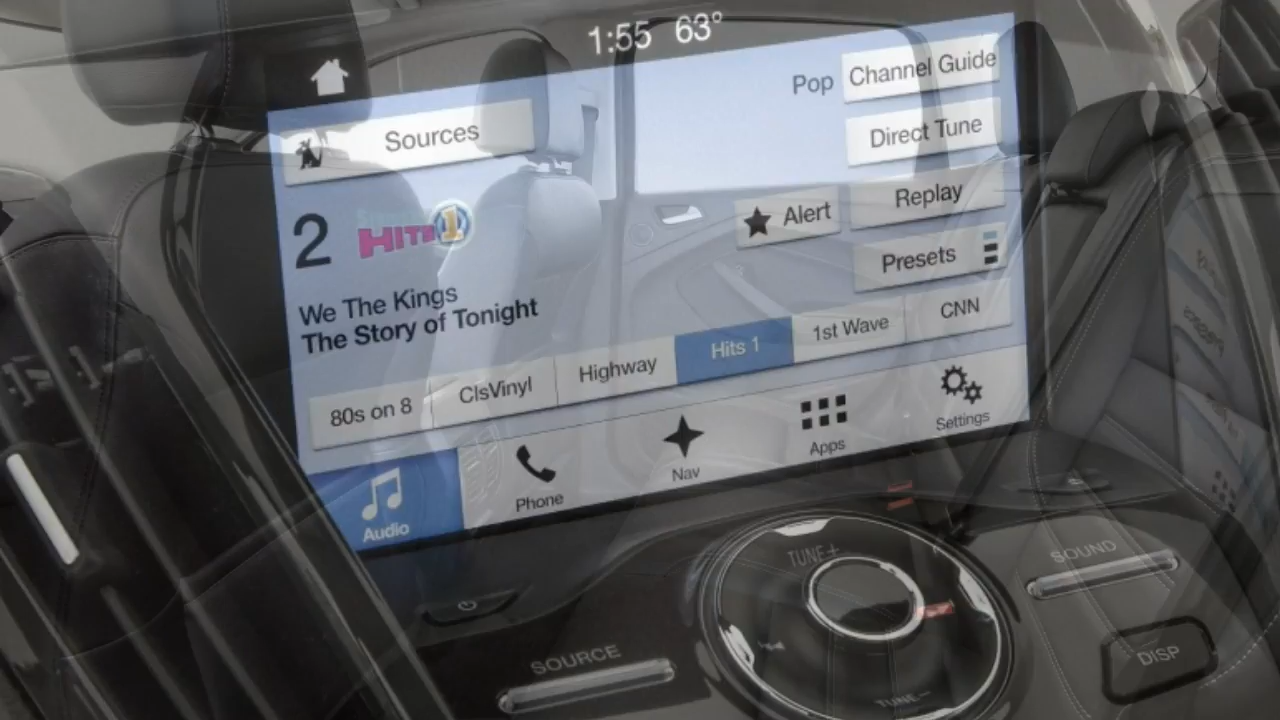 1:55 63°
Pop
Channel Guide
Sources
Direct Tune
2
HITS 1
Alert
Replay
Presets
We The Kings
The Story of Tonight
80s on 8
ClsVinyl
Highway
Hits 1
1st Wave
CNN
Audio
Phone
Nav
Apps
Settings
TUNE+
SOUND
SOURCE
DISP
TUNE-